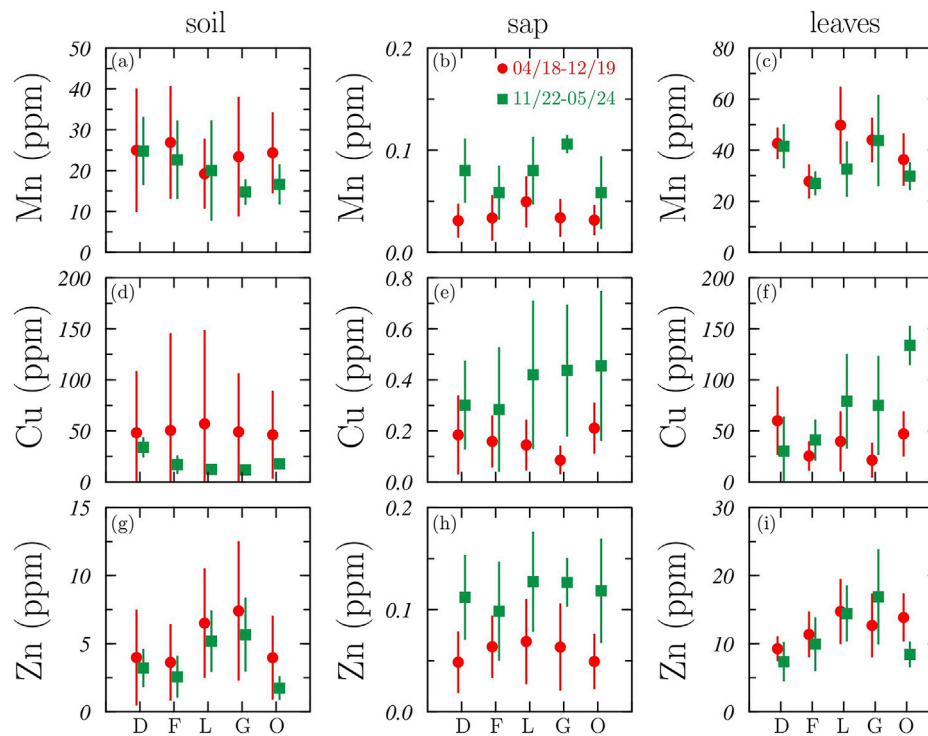 soil sap leaves
Mn (ppm) 50 40 30 20 10 0 (a)
Mn (ppm) 0.2 0.1 0.0 (b) 04/18-12/19
11/22-05/24
Mn (ppm) 80 60 40 20 0 (c)
Cu (ppm) 200 150 100 50 0 (d)
Cu (ppm) 0.8 0.6 0.4 0.2 0.0 (e)
Cu (ppm) 200 150 100 50 0 (f)
Zn (ppm) 15 10 5 0 (g)
Zn (ppm) 0.2 0.1 0.0 (h)
Zn (ppm) 30 20 10 0 (i)
D F L G O D F L G O D F L G O